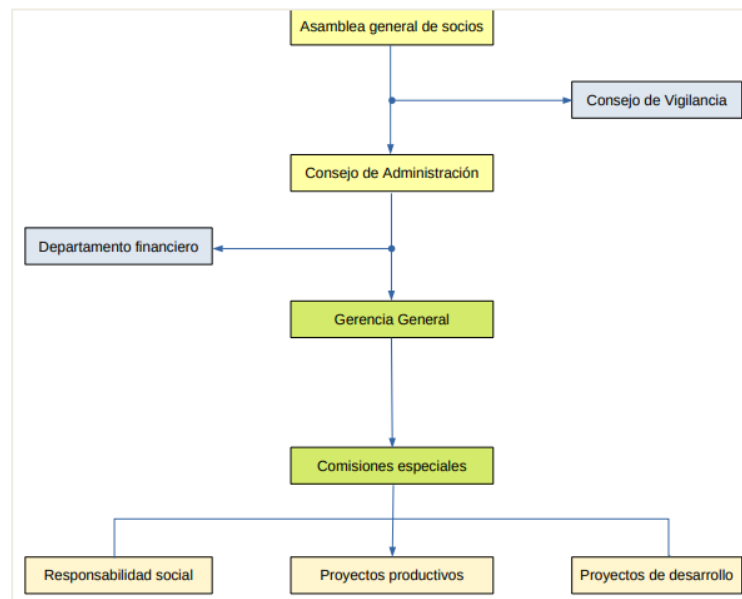 Asamblea general de socios
Consejo de Vigilancia
Consejo de Administración
Departamento financiero
Gerencia General
Comisiones especiales
Responsabilidad social
Proyectos productivos
Proyectos de desarrollo